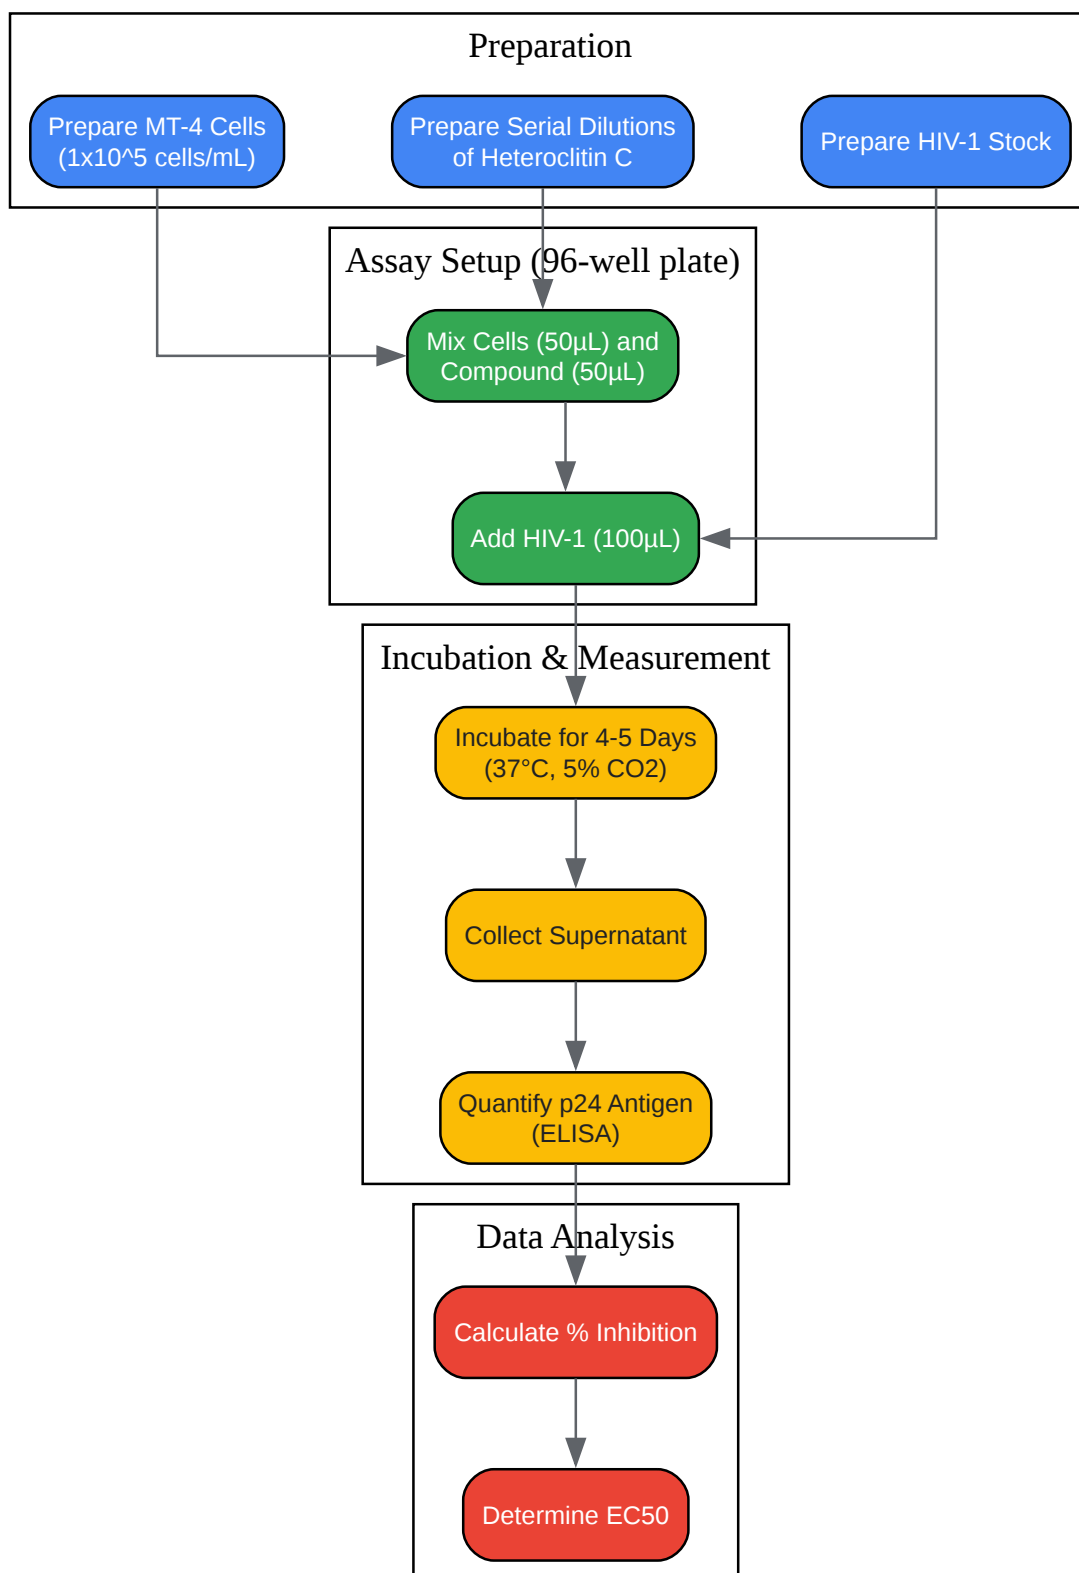 Preparation
Prepare MT-4 Cells
(1x10^5 cells/mL)
Prepare Serial Dilutions
of Heteroclitin C
Prepare HIV-1 Stock
Assay Setup (96-well plate)
Mix Cells (50µL) and
Compound (50µL)
Add HIV-1 (100µL)
Incubation & Measurement
Incubate for 4-5 Days
(37°C, 5% CO2)
Collect Supernatant
Quantify p24 Antigen
(ELISA)
Data Analysis
Calculate % Inhibition
Determine EC50